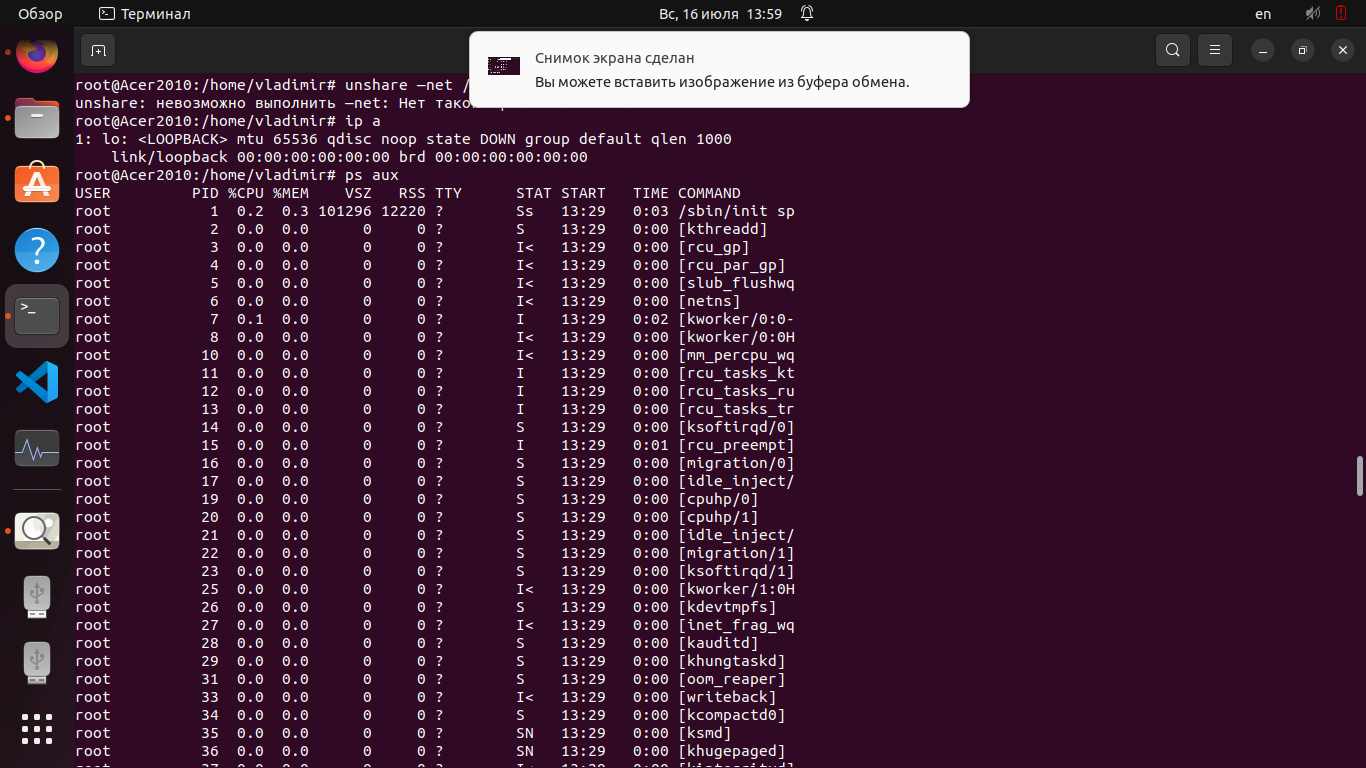 Обзор Терминал Вс, 16 июля 13:59 en
Снимок экрана сделан
Вы можете вставить изображение из буфера обмена.
root@Acer2010:/home/vladimir# unshare —net /
unshare: невозможно выполнить —net: Нет
root@Acer2010:/home/vladimir# ip a
1: lo: <LOOPBACK> mtu 65536 qdisc noop state DOWN group default qlen 1000
link/loopback 00:00:00:00:00:00 brd 00:00:00:00:00:00
root@Acer2010:/home/vladimir# ps aux
USER PID %CPU %MEM VSZ RSS TTY STAT START TIME COMMAND
root 1 0.2 0.3 101296 12220 ? Ss 13:29 0:03 /sbin/init sp
root 2 0.0 0.0 0 0 ? S 13:29 0:00 [kthreadd]
root 3 0.0 0.0 0 0 ? I< 13:29 0:00 [rcu_gp]
root 4 0.0 0.0 0 0 ? I< 13:29 0:00 [rcu_par_gp]
root 5 0.0 0.0 0 0 ? I< 13:29 0:00 [slub_flushwq
root 6 0.0 0.0 0 0 ? I< 13:29 0:00 [netns]
root 7 0.1 0.0 0 0 ? I 13:29 0:02 [kworker/0:0-
root 8 0.0 0.0 0 0 ? I< 13:29 0:00 [kworker/0:0H
root 10 0.0 0.0 0 0 ? I< 13:29 0:00 [mm_percpu_wq
root 11 0.0 0.0 0 0 ? I 13:29 0:00 [rcu_tasks_kt
root 12 0.0 0.0 0 0 ? I 13:29 0:00 [rcu_tasks_ru
root 13 0.0 0.0 0 0 ? I 13:29 0:00 [rcu_tasks_tr
root 14 0.0 0.0 0 0 ? S 13:29 0:00 [ksoftirqd/0]
root 15 0.0 0.0 0 0 ? I 13:29 0:01 [rcu_preempt]
root 16 0.0 0.0 0 0 ? S 13:29 0:00 [migration/0]
root 17 0.0 0.0 0 0 ? S 13:29 0:00 [idle_inject/
root 19 0.0 0.0 0 0 ? S 13:29 0:00 [cpuhp/0]
root 20 0.0 0.0 0 0 ? S 13:29 0:00 [cpuhp/1]
root 21 0.0 0.0 0 0 ? S 13:29 0:00 [idle_inject/
root 22 0.0 0.0 0 0 ? S 13:29 0:00 [migration/1]
root 23 0.0 0.0 0 0 ? S 13:29 0:00 [ksoftirqd/1]
root 25 0.0 0.0 0 0 ? I< 13:29 0:00 [kworker/1:0H
root 26 0.0 0.0 0 0 ? S 13:29 0:00 [kdevtmpfs]
root 27 0.0 0.0 0 0 ? I< 13:29 0:00 [inet_frag_wq
root 28 0.0 0.0 0 0 ? S 13:29 0:00 [kauditd]
root 29 0.0 0.0 0 0 ? S 13:29 0:00 [khungtaskd]
root 31 0.0 0.0 0 0 ? S 13:29 0:00 [oom_reaper]
root 33 0.0 0.0 0 0 ? I< 13:29 0:00 [writeback]
root 34 0.0 0.0 0 0 ? S 13:29 0:00 [kcompactd0]
root 35 0.0 0.0 0 0 ? SN 13:29 0:00 [ksmd]
root 36 0.0 0.0 0 0 ? SN 13:29 0:00 [khugepaged]